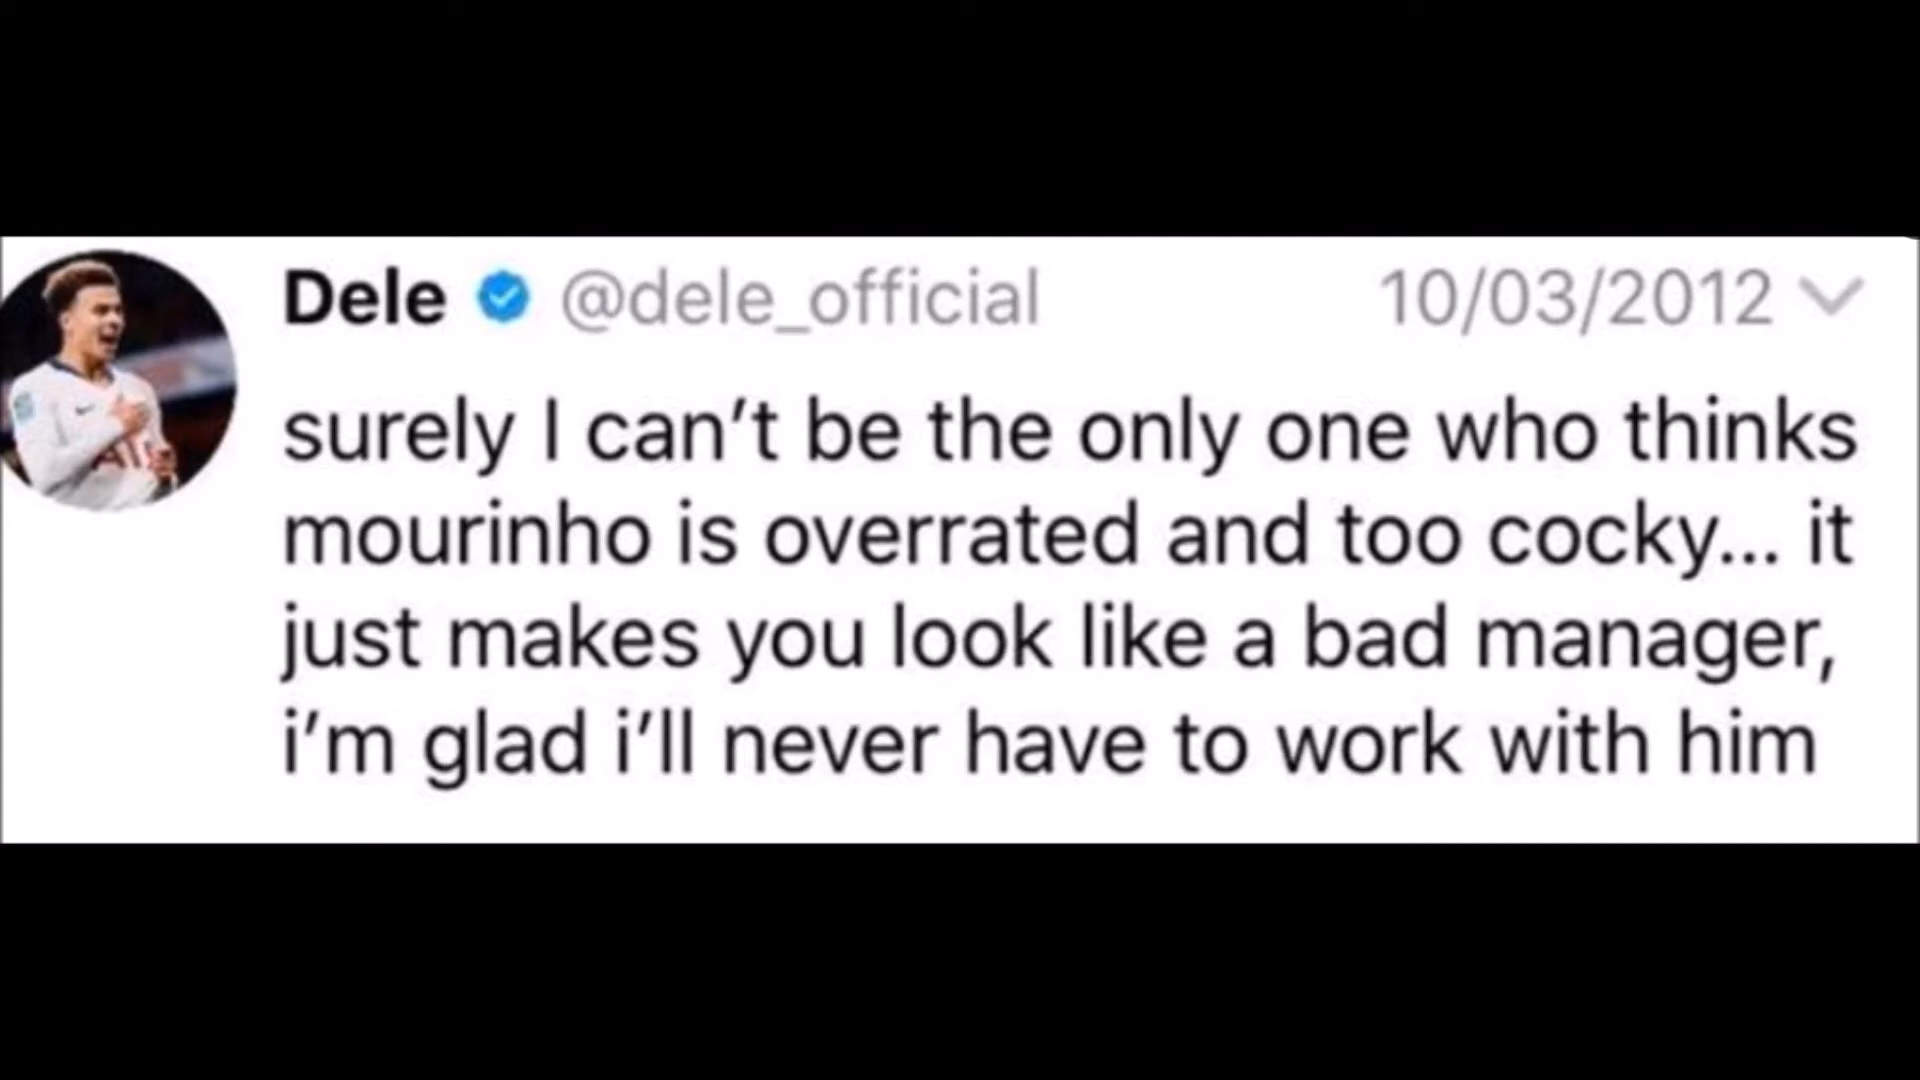 Dele @dele_official 10/03/2012
surely I can't be the only one who thinks
mourinho is overrated and too cocky... it
just makes you look like a bad manager,
i'm glad i'll never have to work with him